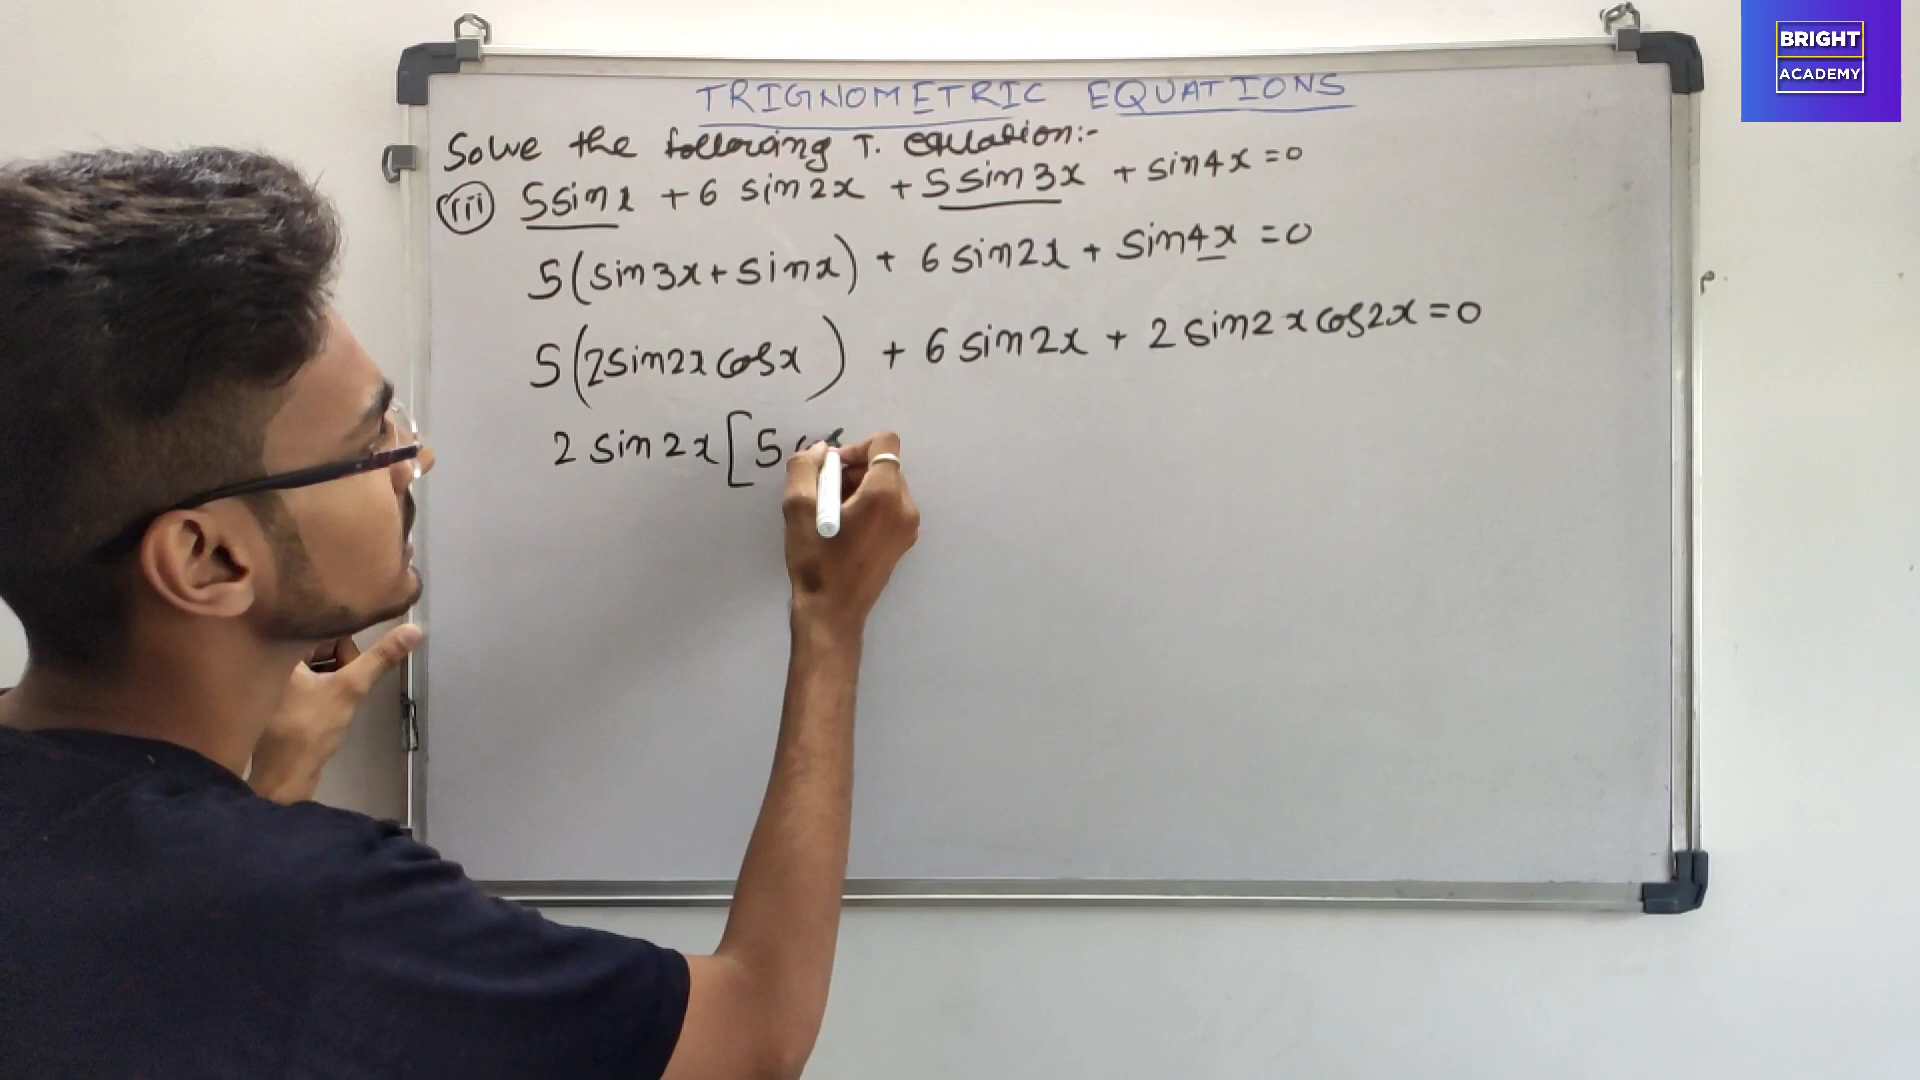 BRIGHT
ACADEMY
TRIGNOMETRIC EQUATIONS
Solve the following T. equation:-
(iii) 5sinx + 6 sin2x + 5sin3x + sin4x = 0
5(sin3x + sinx) + 6 sin2x + sin4x = 0
5(2sin2x cosx) + 6 sin2x + 2 sin2x cos2x = 0
2 sin2x [5